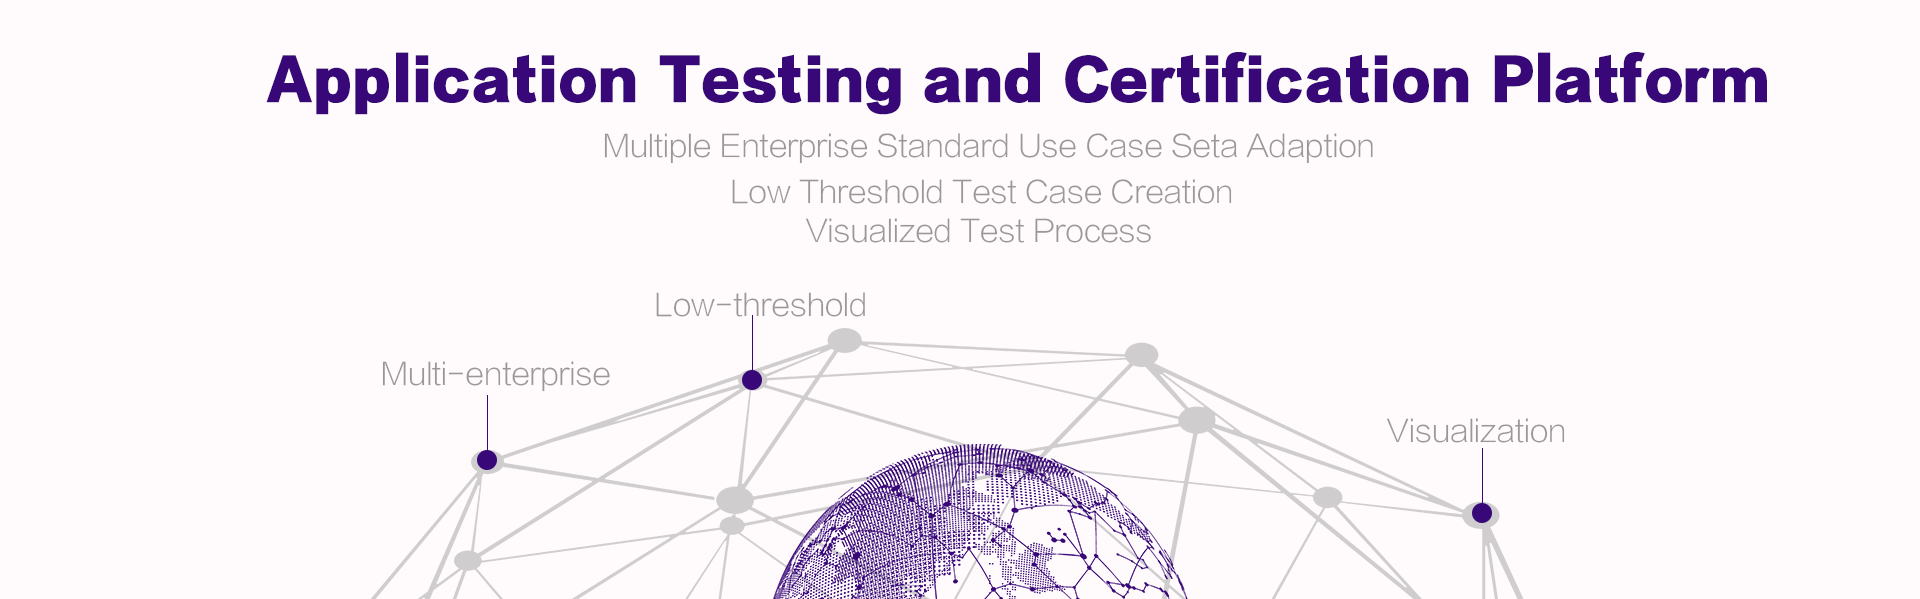 Application Testing and Certification Platform
Multiple Enterprise Standard Use Case Seta Adaption
Low Threshold Test Case Creation
Visualized Test Process
Low-threshold
Multi-enterprise
Visualization